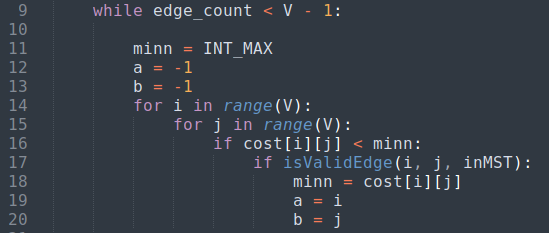 9 while edge_count < V - 1:
10
11 minn = INT_MAX
12 a = -1
13 b = -1
14 for i in range(V):
15 for j in range(V):
16 if cost[i][j] < minn:
17 if isValidEdge(i, j, inMST):
18 minn = cost[i][j]
19 a = i
20 b = j